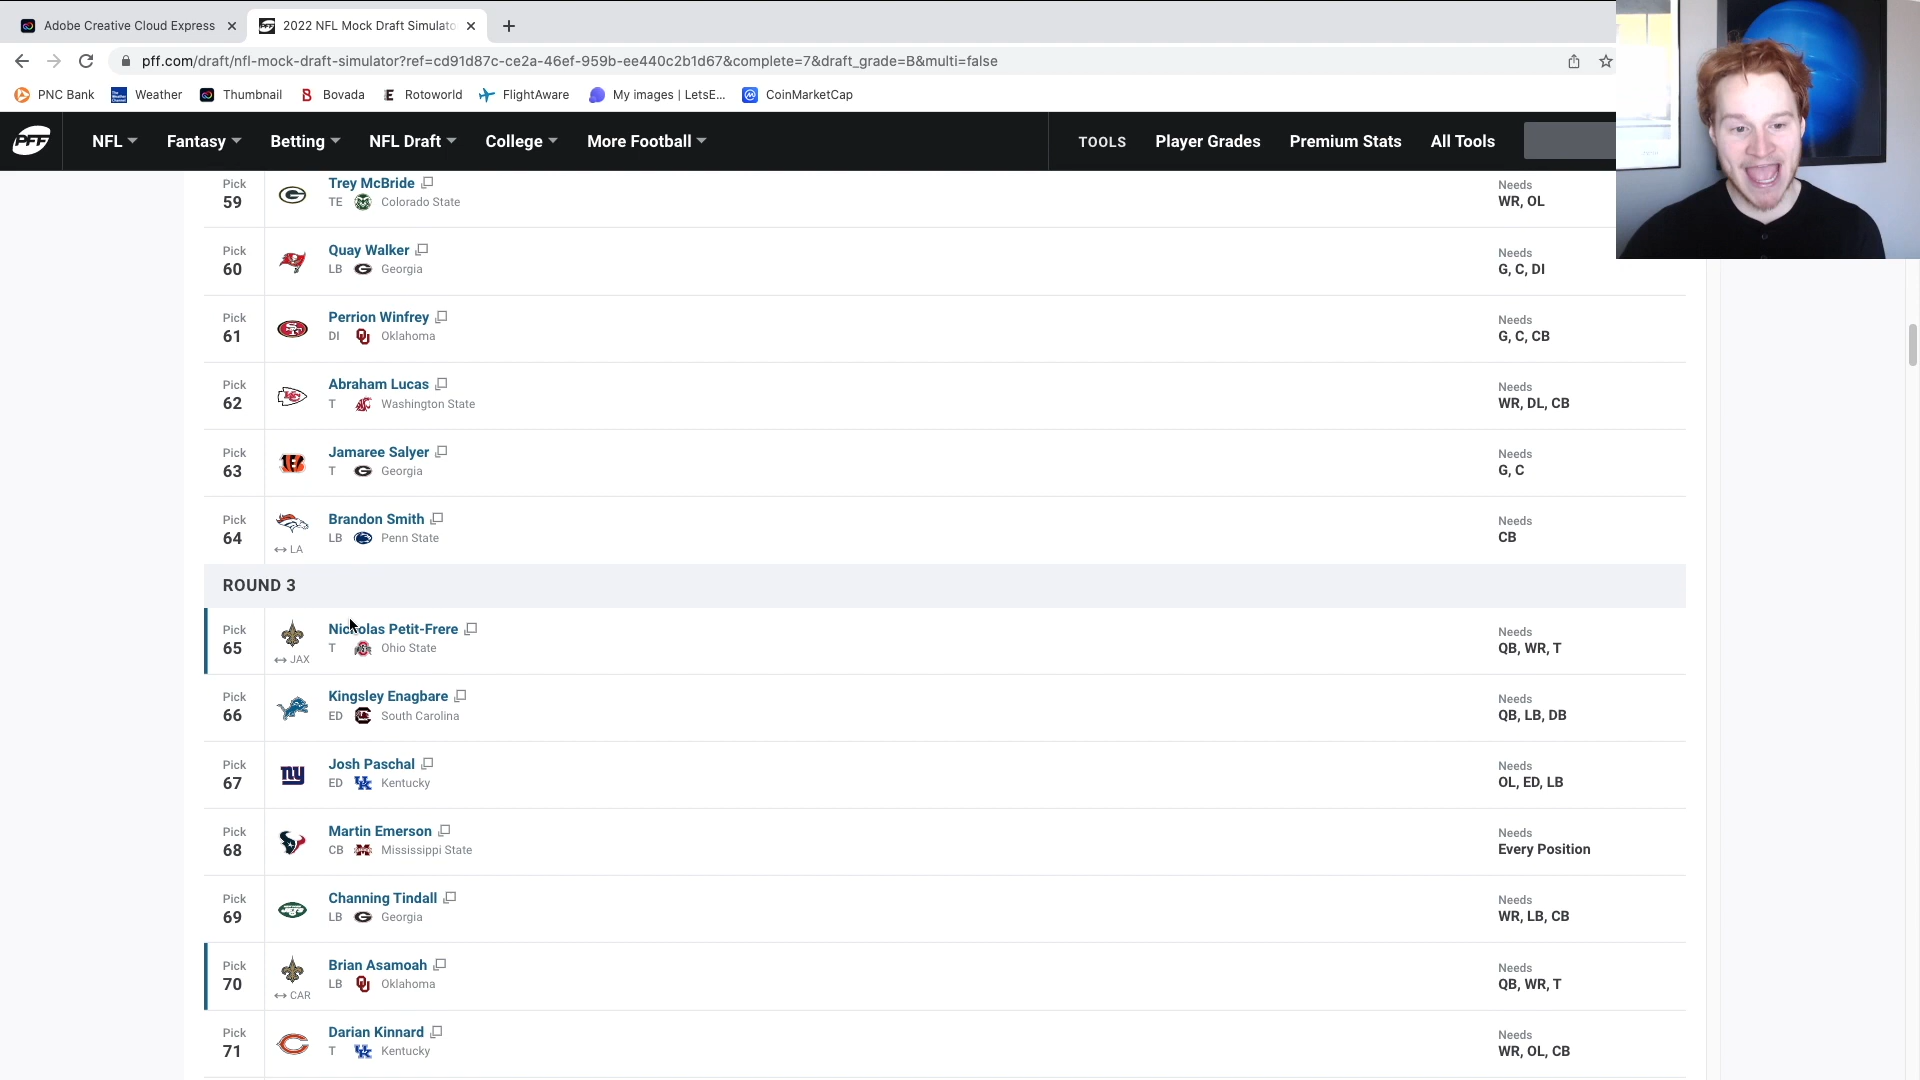 Adobe Creative Cloud Express
2022 NFL Mock Draft Simulato
pff.com/draft/nfl-mock-draft-simulator?ref=cd91d87c-ce2a-46ef-959b-ee440c2b1d67&complete=7&draft_grade=B&multi=false
PNC Bank Weather Thumbnail Bovada Rotoworld FlightAware My images | LetsE... CoinMarketCap
PFF NFL Fantasy Betting NFL Draft College More Football TOOLS Player Grades Premium Stats All Tools
Pick Trey McBride Needs
59 TE Colorado State WR, OL
Pick Quay Walker Needs
60 LB Georgia G, C, DI
Pick Perrion Winfrey Needs
61 DI Oklahoma G, C, CB
Pick Abraham Lucas Needs
62 T Washington State WR, DL, CB
Pick Jamaree Salyer Needs
63 T Georgia G, C
Pick Brandon Smith Needs
64 LB Penn State CB
LA
ROUND 3
Pick Nicholas Petit-Frere Needs
65 T Ohio State QB, WR, T
JAX
Pick Kingsley Enagbare Needs
66 ED South Carolina QB, LB, DB
Pick Josh Paschal Needs
67 ny ED Kentucky OL, ED, LB
Pick Martin Emerson Needs
68 CB Mississippi State Every Position
Pick Channing Tindall Needs
69 LB Georgia WR, LB, CB
Pick Brian Asamoah Needs
70 LB Oklahoma QB, WR, T
CAR
Pick Darian Kinnard Needs
71 T Kentucky WR, OL, CB